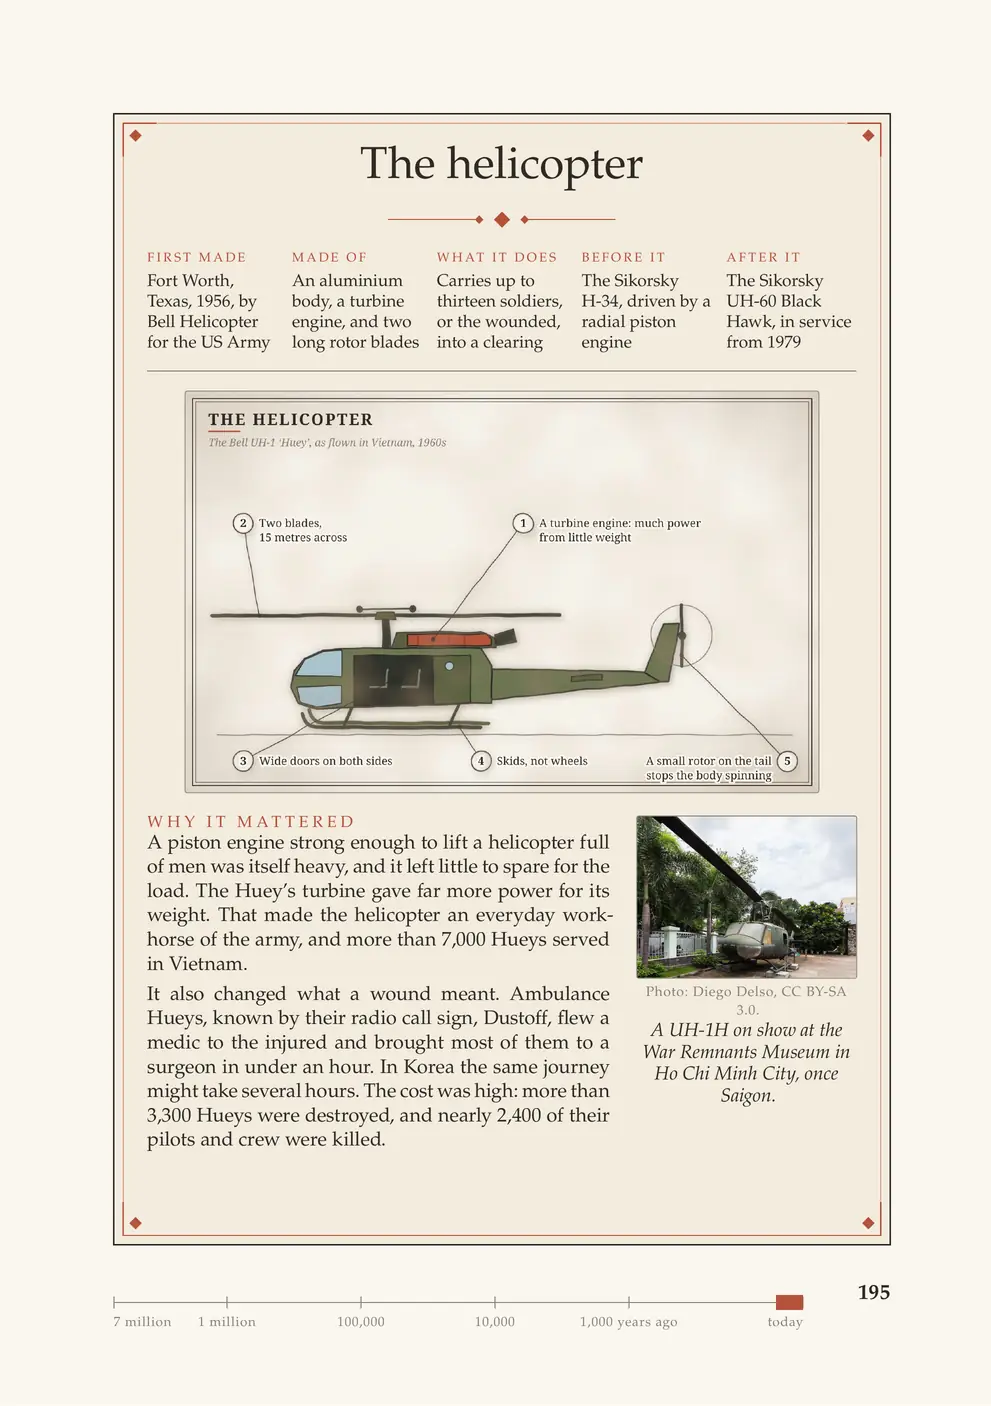 The helicopter
FIRST MADE
Fort Worth,
Texas, 1956, by
Bell Helicopter
for the US Army
MADE OF
An aluminium
body, a turbine
engine, and two
long rotor blades
WHAT IT DOES
Carries up to
thirteen soldiers,
or the wounded,
into a clearing
BEFORE IT
The Sikorsky
H-34, driven by a
radial piston
engine
AFTER IT
The Sikorsky
UH-60 Black
Hawk, in service
from 1979
THE HELICOPTER
The Bell UH-1 ‘Huey’, as flown in Vietnam, 1960s
2 Two blades,
15 metres across
1 A turbine engine: much power
from little weight
3 Wide doors on both sides
4 Skids, not wheels
A small rotor on the tail 5
stops the body spinning
WHY IT MATTERED
A piston engine strong enough to lift a helicopter full
of men was itself heavy, and it left little to spare for the
load. The Huey’s turbine gave far more power for its
weight. That made the helicopter an everyday work-
horse of the army, and more than 7,000 Hueys served
in Vietnam.
It also changed what a wound meant. Ambulance
Hueys, known by their radio call sign, Dustoff, flew a
medic to the injured and brought most of them to a
surgeon in under an hour. In Korea the same journey
might take several hours. The cost was high: more than
3,300 Hueys were destroyed, and nearly 2,400 of their
pilots and crew were killed.
Photo: Diego Delso, CC BY-SA
3.0.
A UH-1H on show at the
War Remnants Museum in
Ho Chi Minh City, once
Saigon.
195
7 million
1 million
100,000
10,000
1,000 years ago
today